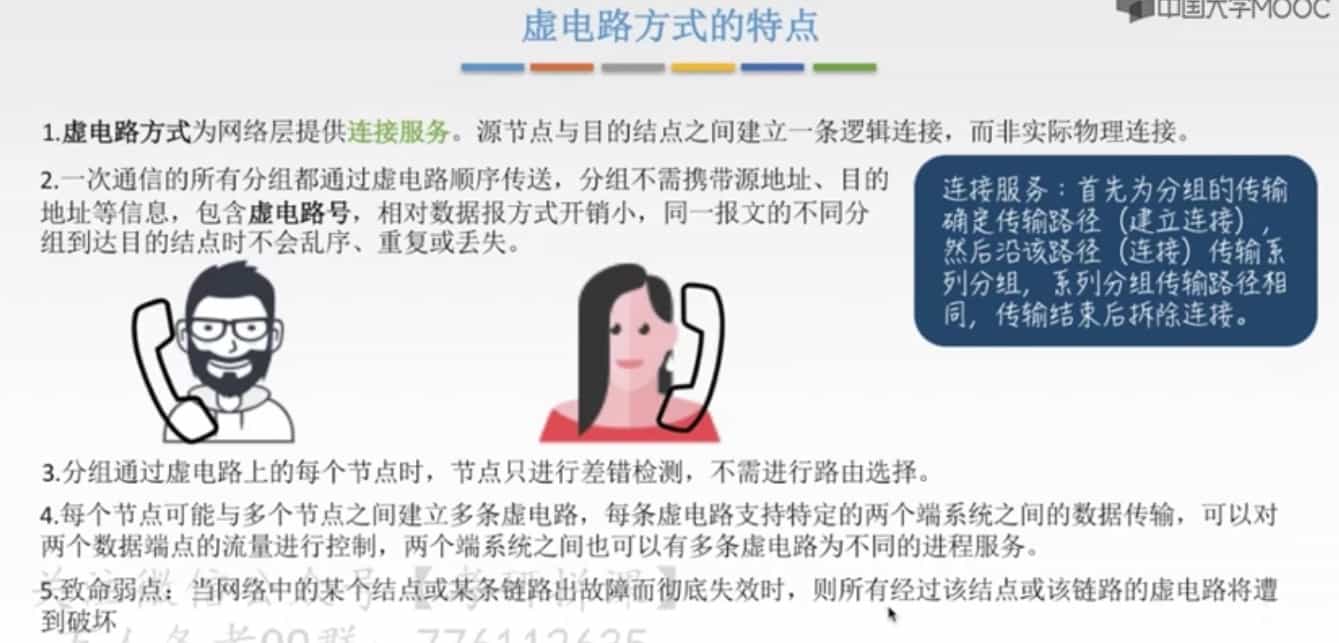 中国大学MOOC
虚电路方式的特点
1.虚电路方式为网络层提供连接服务。源节点与目的结点之间建立一条逻辑连接，而非实际物理连接。
2.一次通信的所有分组都通过虚电路顺序传送，分组不需携带源地址、目的
地址等信息，包含虚电路号，相对数据报方式开销小，同一报文的不同分
组到达目的结点时不会乱序、重复或丢失。
连接服务：首先为分组的传输
确定传输路径（建立连接），
然后沿该路径（连接）传输系
列分组，系列分组传输路径相
同，传输结束后拆除连接。
3.分组通过虚电路上的每个节点时，节点只进行差错检测，不需进行路由选择。
4.每个节点可能与多个节点之间建立多条虚电路，每条虚电路支持特定的两个端系统之间的数据传输，可以对
两个数据端点的流量进行控制，两个端系统之间也可以有多条虚电路为不同的进程服务。
5.致命弱点：当网络中的某个结点或某条链路出故障而彻底失效时，则所有经过该结点或该链路的虚电路将遭
到破坏